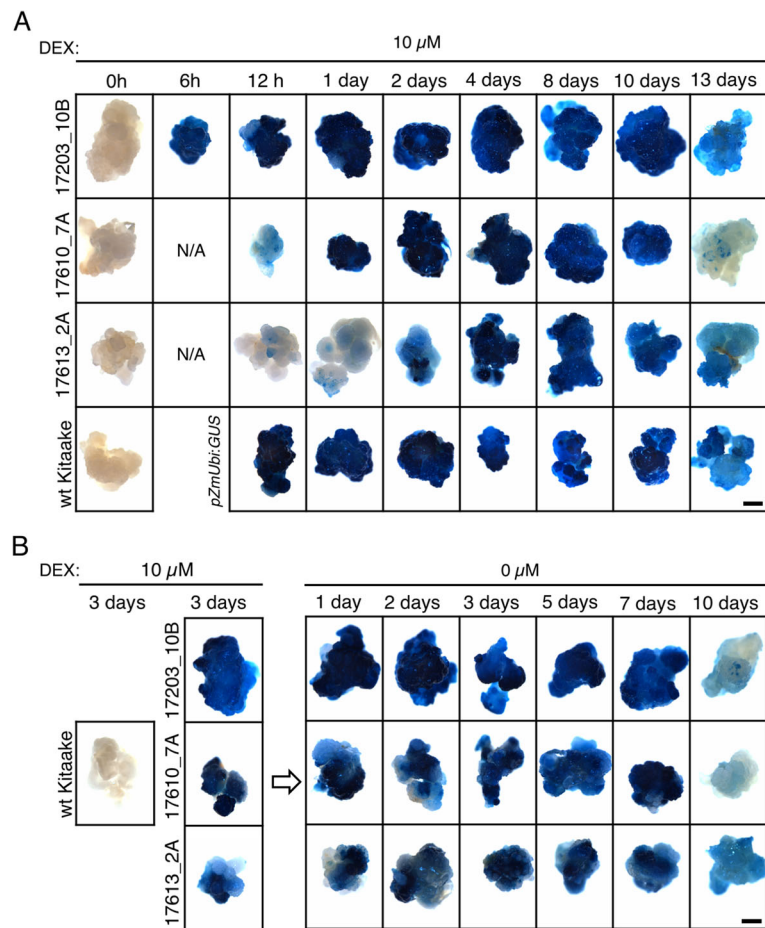 A
DEX:
10 µM
0h 6h 12 h 1 day 2 days 4 days 8 days 10 days 13 days
17203_10B
17610_7A
N/A
17613_2A
N/A
wt Kitaake
pZmUbi:GUS
B
DEX:
10 µM
0 µM
3 days 3 days 1 day 2 days 3 days 5 days 7 days 10 days
17203_10B
wt Kitaake
17610_7A
17613_2A